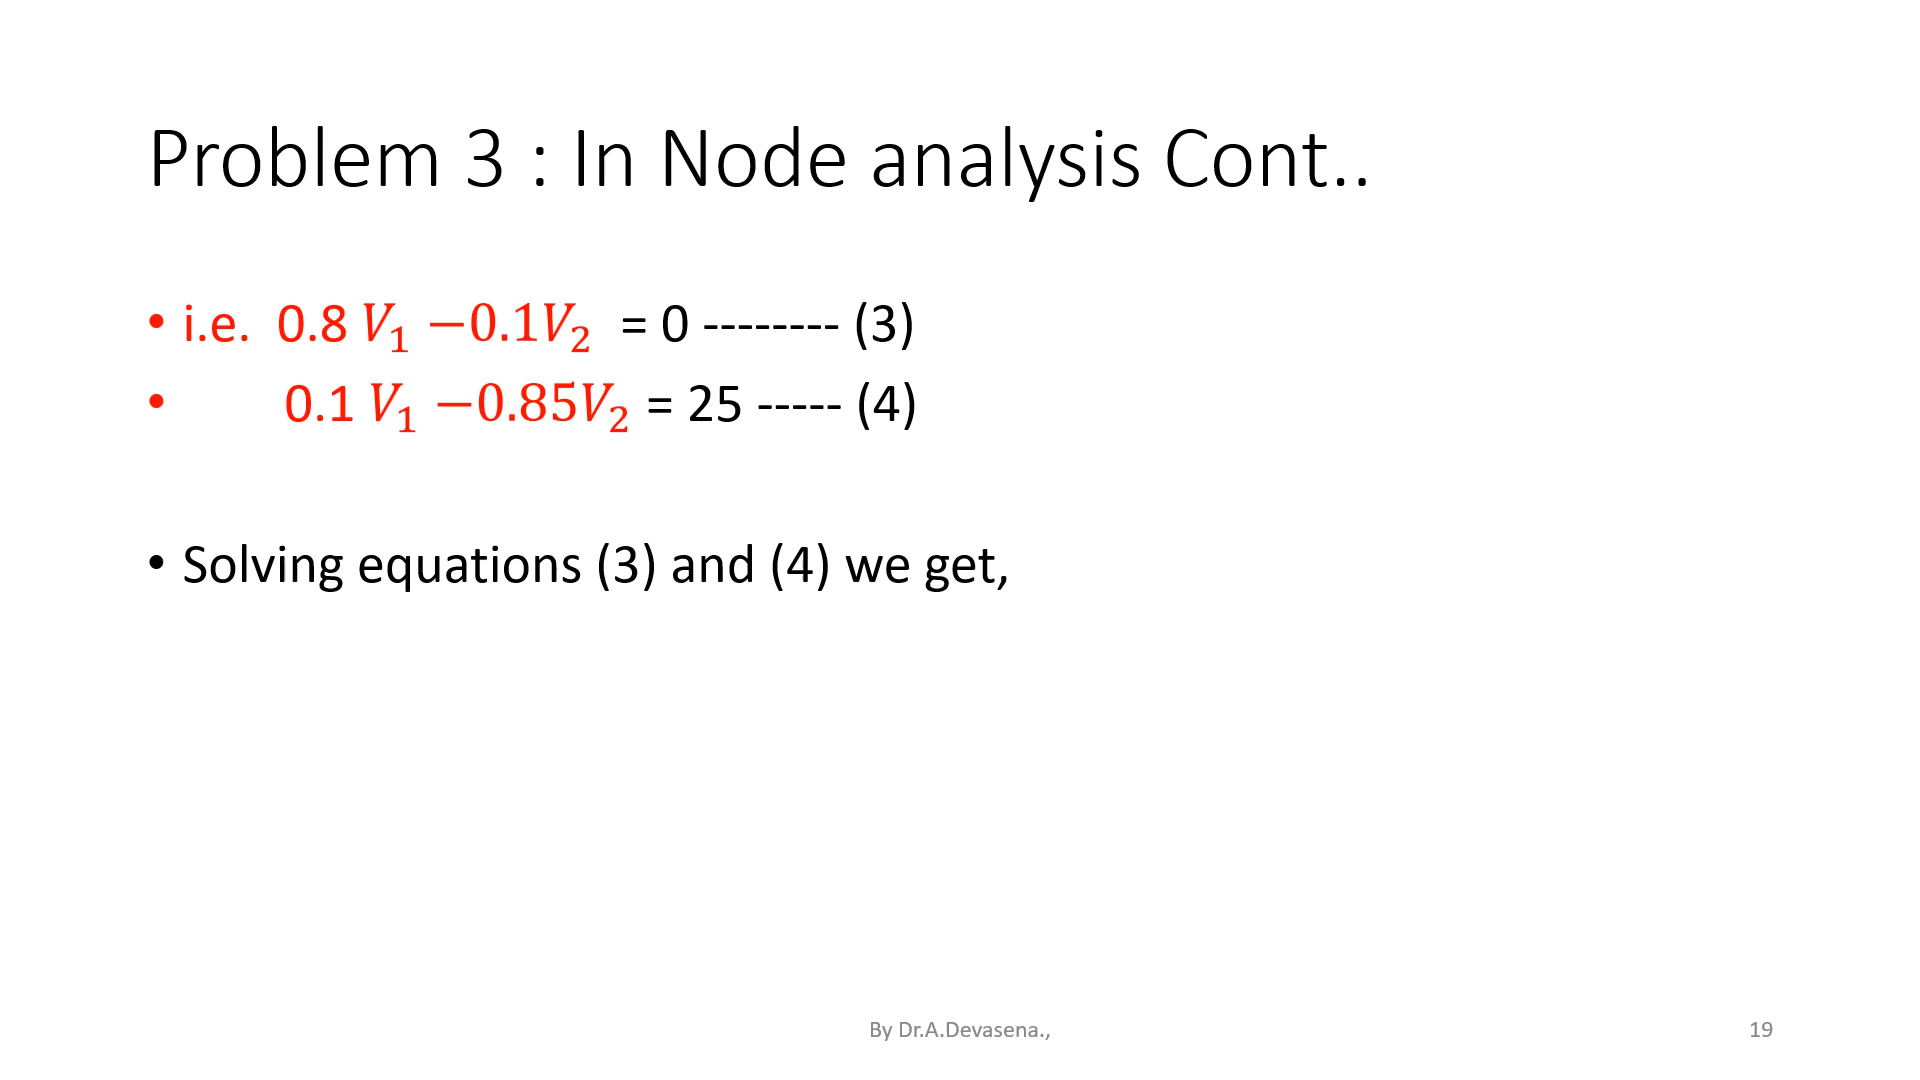 Problem 3 : In Node analysis Cont..
• i.e. 0.8 𝑉₁ −0.1𝑉₂ = 0 -------- (3)
• 0.1 𝑉₁ −0.85𝑉₂ = 25 ----- (4)
• Solving equations (3) and (4) we get,
By Dr.A.Devasena.,
19